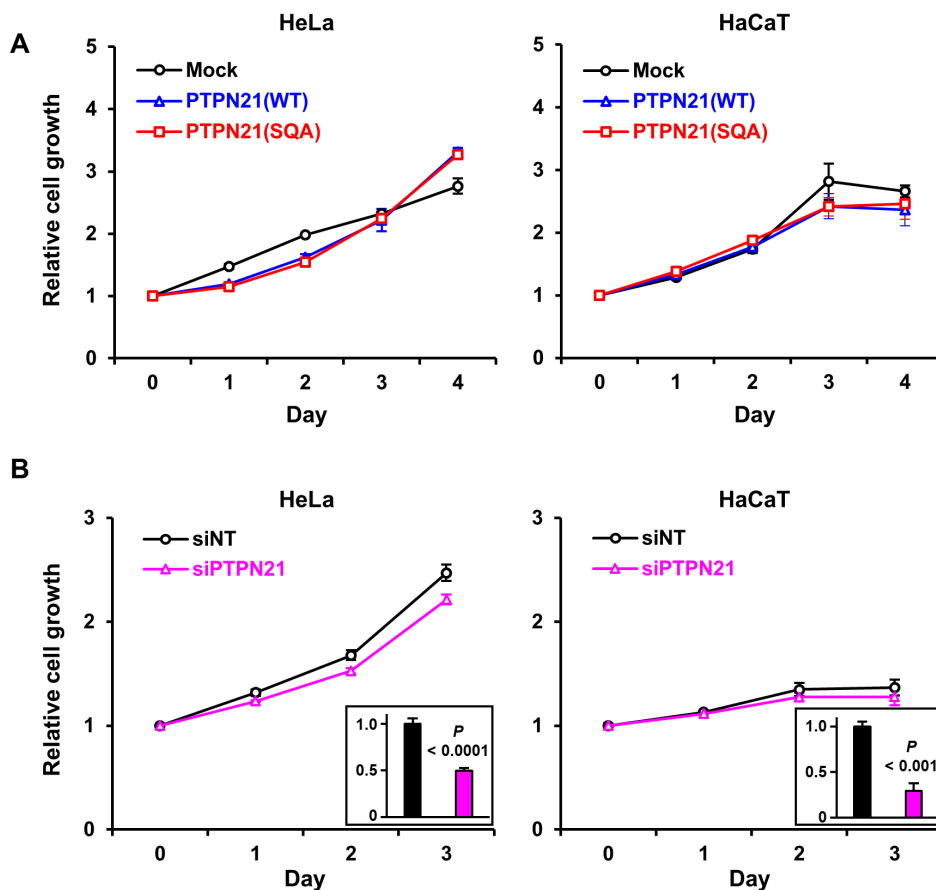 A
HeLa
Relative cell growth
5
4
3
2
1
0
Mock
PTPN21(WT)
PTPN21(SQA)
0 1 2 3 4
Day
HaCaT
5
4
3
2
1
0
Mock
PTPN21(WT)
PTPN21(SQA)
0 1 2 3 4
Day
B
HeLa
Relative cell growth
3
2
1
0
siNT
siPTPN21
1.0
0.5
0
P
< 0.0001
0 1 2 3
Day
HaCaT
3
2
1
0
siNT
siPTPN21
1.0
0.5
0
P
< 0.001
0 1 2 3
Day